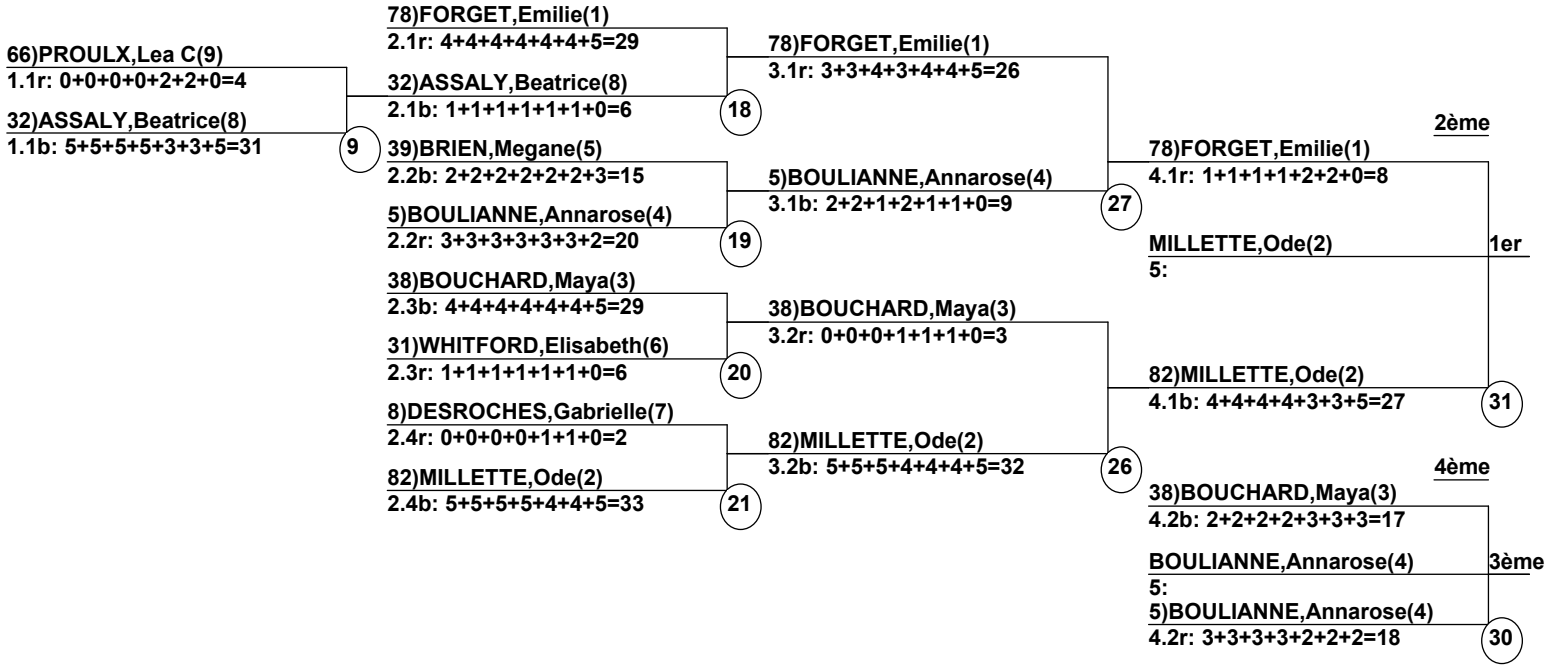 66)PROULX,Lea C(9)
1.1r: 0+0+0+0+2+2+0=4
32)ASSALY,Beatrice(8)
1.1b: 5+5+5+5+3+3+5=31
9
78)FORGET,Emilie(1)
2.1r: 4+4+4+4+4+4+5=29
32)ASSALY,Beatrice(8)
2.1b: 1+1+1+1+1+1+0=6
18
39)BRIEN,Megane(5)
2.2b: 2+2+2+2+2+2+3=15
5)BOULIANNE,Annarose(4)
2.2r: 3+3+3+3+3+3+2=20
19
38)BOUCHARD,Maya(3)
2.3b: 4+4+4+4+4+4+5=29
31)WHITFORD,Elisabeth(6)
2.3r: 1+1+1+1+1+1+0=6
20
8)DESROCHES,Gabrielle(7)
2.4r: 0+0+0+0+1+1+0=2
82)MILLETTE,Ode(2)
2.4b: 5+5+5+5+4+4+5=33
21
78)FORGET,Emilie(1)
3.1r: 3+3+4+3+4+4+5=26
5)BOULIANNE,Annarose(4)
3.1b: 2+2+1+2+1+1+0=9
27
38)BOUCHARD,Maya(3)
3.2r: 0+0+0+1+1+1+0=3
82)MILLETTE,Ode(2)
3.2b: 5+5+5+4+4+4+5=32
26
2ème
78)FORGET,Emilie(1)
4.1r: 1+1+1+1+2+2+0=8
MILLETTE,Ode(2) 1er
5:
82)MILLETTE,Ode(2)
4.1b: 4+4+4+4+3+3+5=27
31
4ème
38)BOUCHARD,Maya(3)
4.2b: 2+2+2+2+3+3+3=17
BOULIANNE,Annarose(4) 3ème
5:
5)BOULIANNE,Annarose(4)
4.2r: 3+3+3+3+2+2+2=18
30